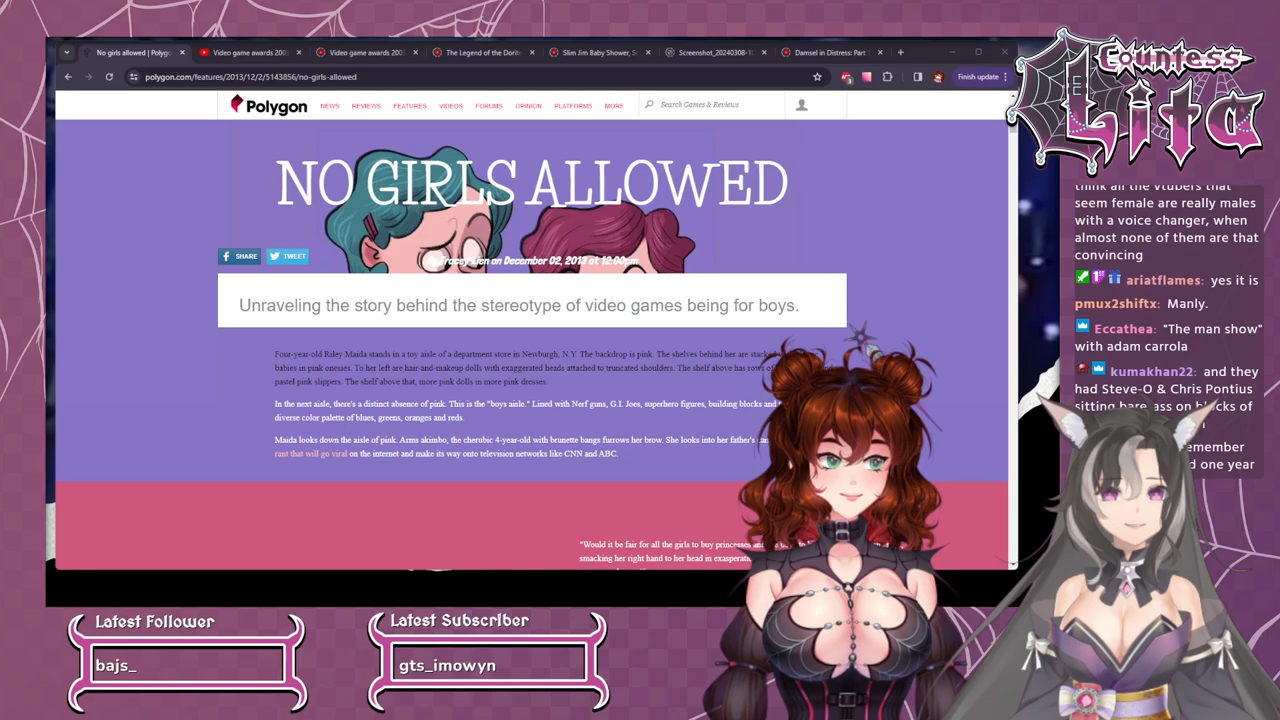 No girls allowed | Polyg
Video game awards 200
Video game awards 200
The Legend of the Dorit
Slim Jim Baby Shower, S
Screenshot_20240308-1
Damsel in Distress: Part
polygon.com/features/2013/12/2/5143856/no-girls-allowed
Finish update
Polygon
NEWS REVIEWS FEATURES VIDEOS FORUMS OPINION PLATFORMS MORE
Search Games & Reviews
NO GIRLS ALLOWED
SHARE
TWEET
By Tracey Lien on December 02, 2013 at 12:00pm
Unraveling the story behind the stereotype of video games being for boys.
Four-year-old Riley Maida stands in a toy aisle of a department store in Newburgh, N.Y. The backdrop is pink. The shelves behind her are stacked
babies in pink onesies. To her left are hair-and-makeup dolls with exaggerated heads attached to truncated shoulders. The shelf above has rows of
pastel pink slippers. The shelf above that, more pink dolls in more pink dresses.
In the next aisle, there's a distinct absence of pink. This is the "boys aisle." Lined with Nerf guns, G.I. Joes, superhero figures, building blocks and
diverse color palette of blues, greens, oranges and reds.
Maida looks down the aisle of pink. Arms akimbo, the cherubic 4-year-old with brunette bangs furrows her brow. She looks into her father's
rant that will go viral on the internet and make its way onto television networks like CNN and ABC.
"Would it be fair for all the girls to buy princesses
smacking her right hand to her head in
Countess
Lita
think all the vtubers that
seem female are really males
with a voice changer, when
almost none of them are that
convincing
ariatflames: yes it is
pmux2shiftx: Manly.
Eccathea: "The man show"
with adam carrola
kumakhan22: and they
had Steve-O & Chris Pontius
sitting bare ass on blocks of
remember
d one year
Latest Follower
bajs_
Latest Subscriber
gts_imowyn